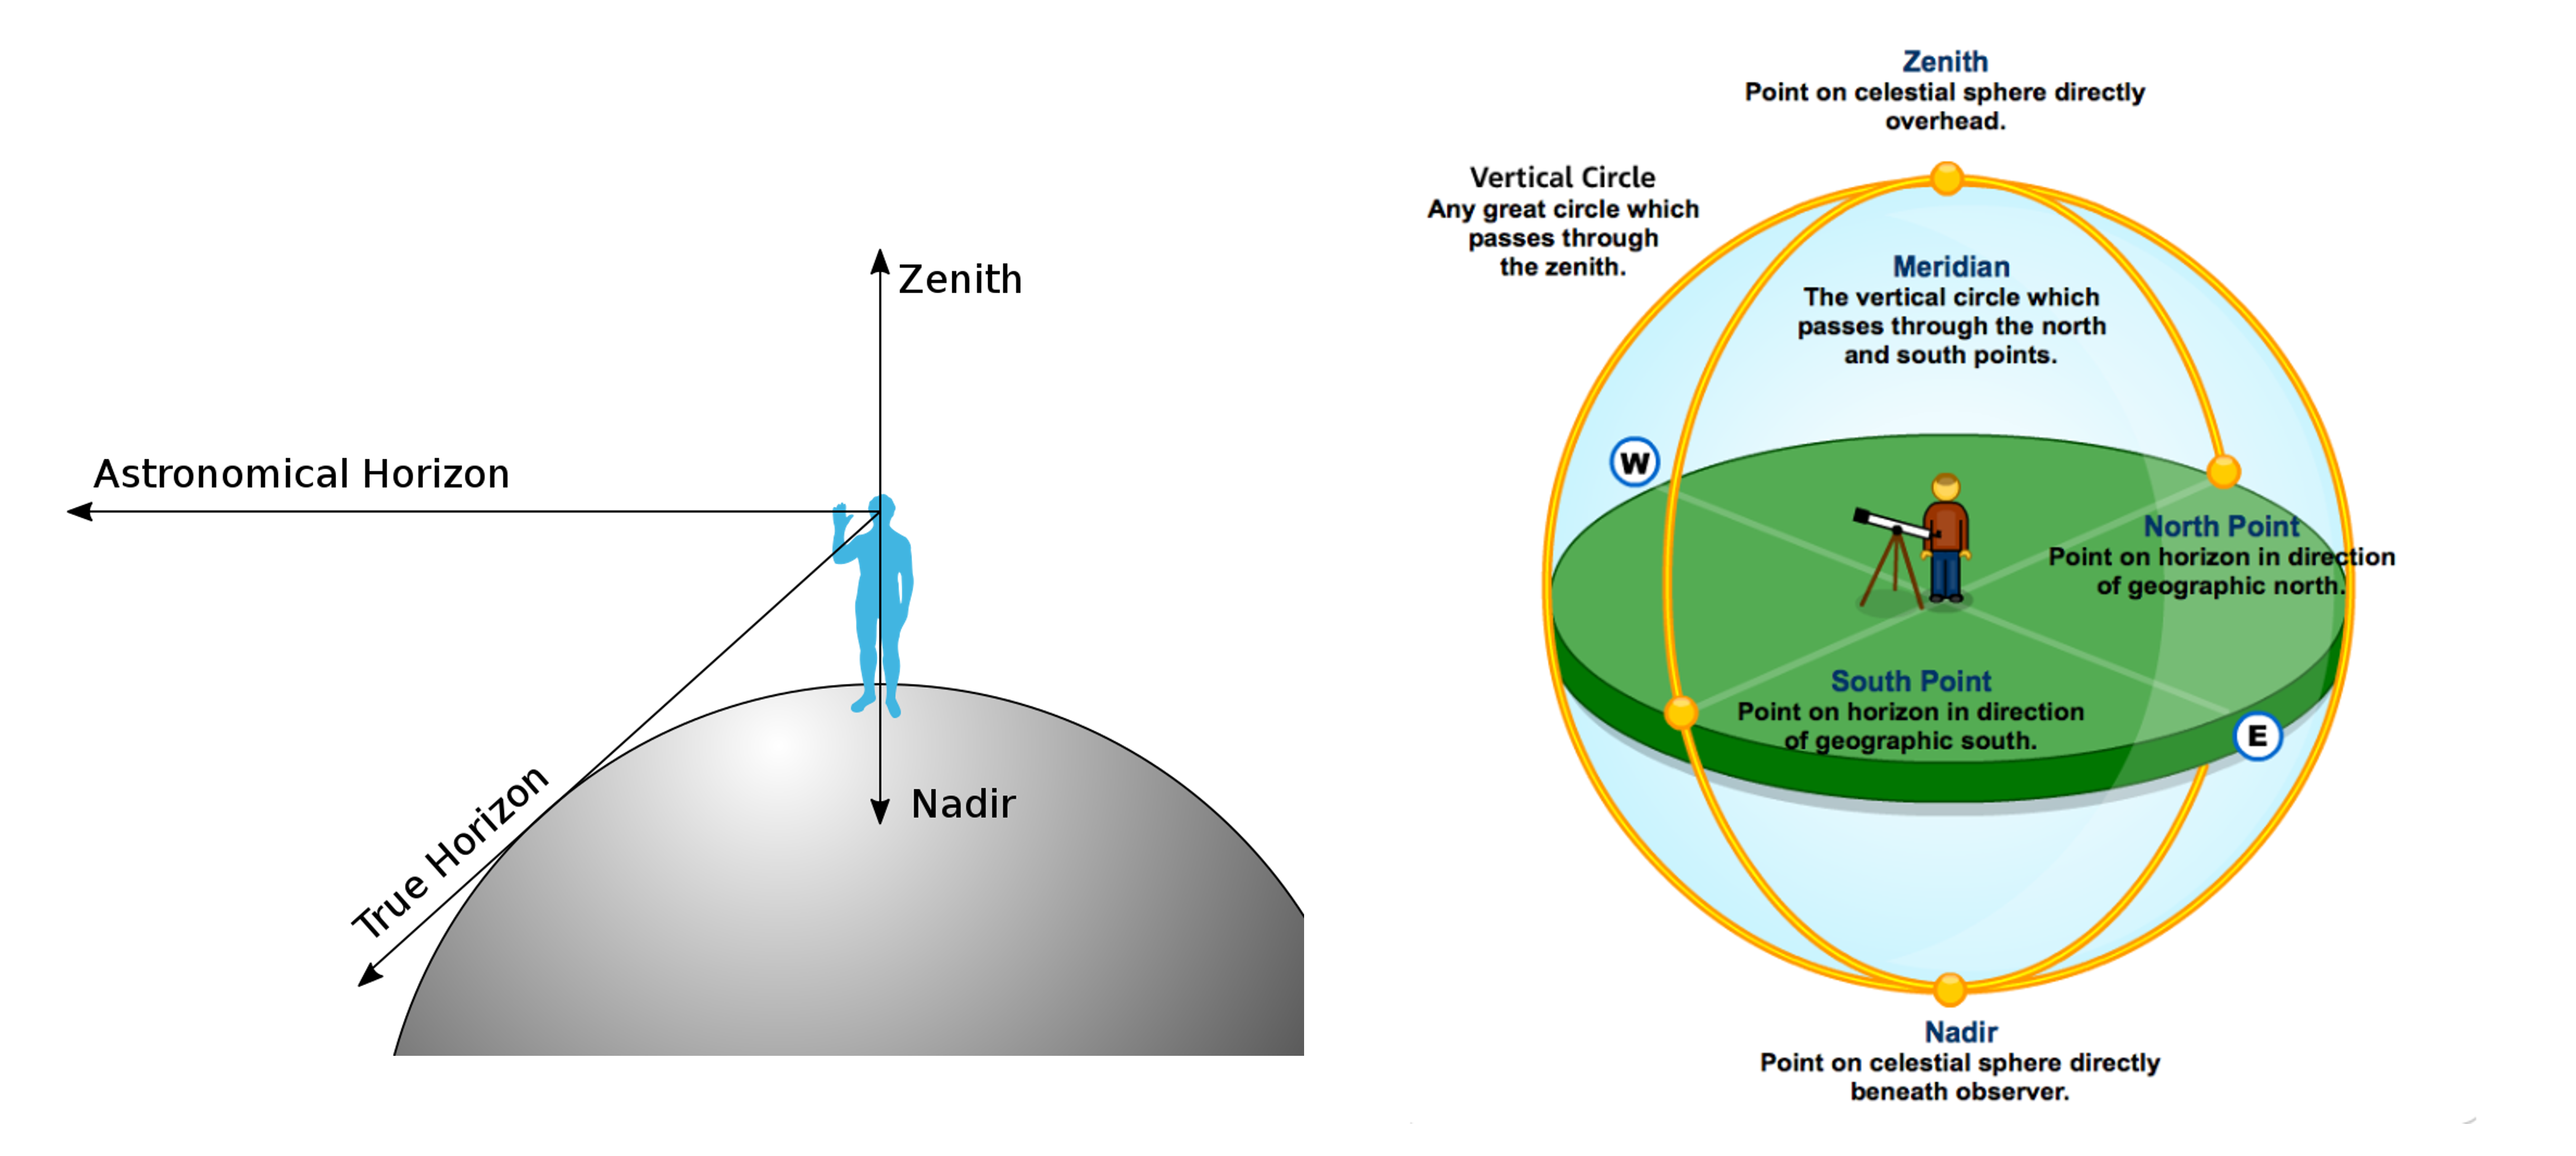 Zenith
Astronomical Horizon
True Horizon
Nadir
Zenith
Point on celestial sphere directly
overhead.
Vertical Circle
Any great circle which
passes through
the zenith.
Meridian
The vertical circle which
passes through the north
and south points.
W
North Point
Point on horizon in direction
of geographic north.
South Point
Point on horizon in direction
of geographic south.
E
Nadir
Point on celestial sphere directly
beneath observer.